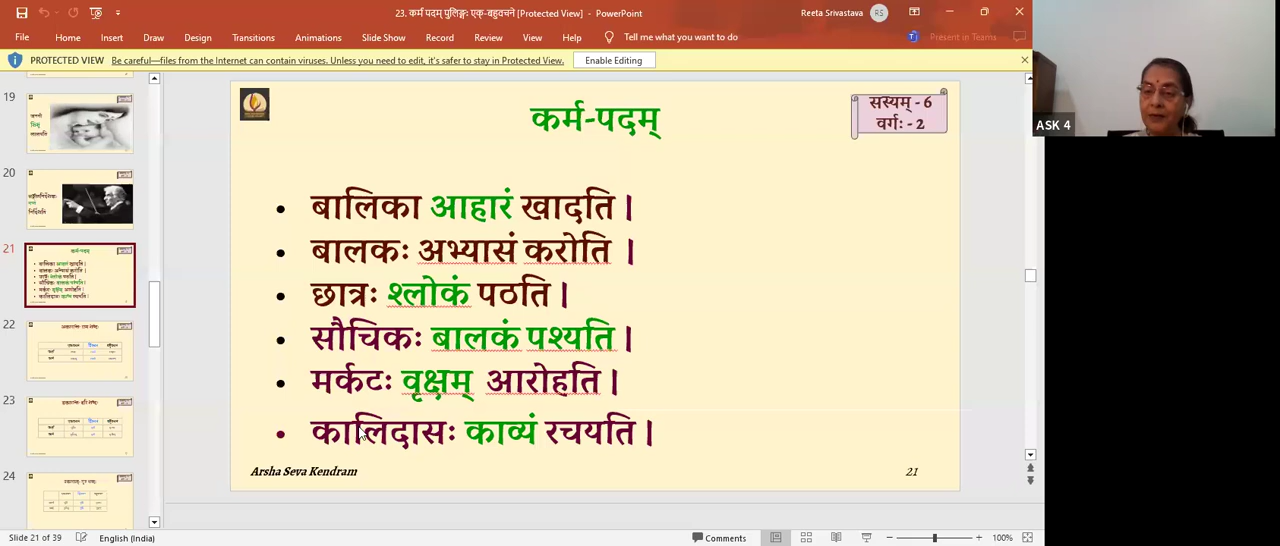 23. कर्म पदम् पुलिङ्गः एक-बहुवचने [Protected View] - PowerPoint
Reeta Srivastava RS
File Home Insert Draw Design Transitions Animations Slide Show Record Review View Help Tell me what you want to do Present in Teams
PROTECTED VIEW Be careful—files from the Internet can contain viruses. Unless you need to edit, it's safer to stay in Protected View. Enable Editing
19
20
21
22
23
24
कर्म-पदम्
सस्यम् - 6
वर्गः - 2
• बालिका आहारं खादति |
• बालकः अभ्यासं करोति |
• छात्रः श्लोकं पठति |
• सौचिकः बालकं पश्यति |
• मर्कटः वृक्षम् आरोहति |
• कालिदासः काव्यं रचयति |
Arsha Seva Kendram 21
ASK 4
Slide 21 of 39 English (India) Comments 100%